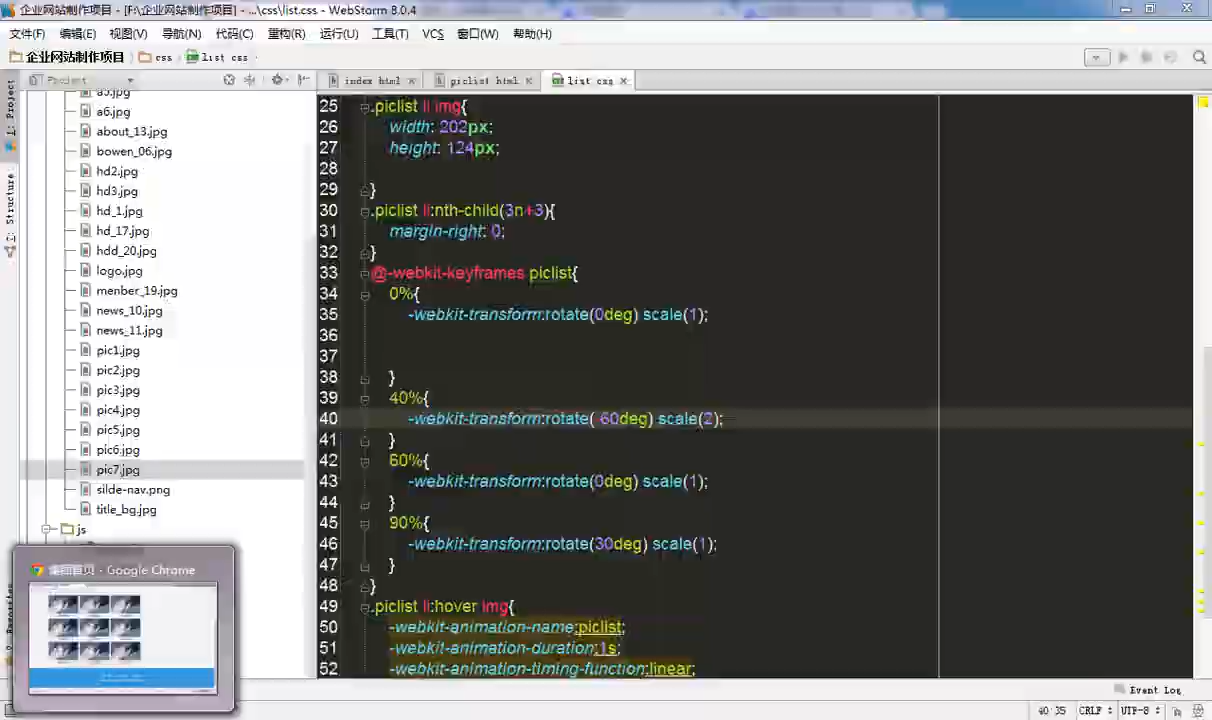 企业网站制作项目 - [F:\企业网站制作项目] - ...\css\list.css - WebStorm 8.0.4
文件(F) 编辑(E) 视图(V) 导航(N) 代码(C) 重构(R) 运行(U) 工具(T) VCS 窗口(W) 帮助(H)
企业网站制作项目 css list.css
1: Project
Project
index.html
piclist.html
list.css
a5.jpg
a6.jpg
about_13.jpg
bowen_06.jpg
hd2.jpg
hd3.jpg
hd_1.jpg
hd_17.jpg
hdd_20.jpg
logo.jpg
menber_19.jpg
news_10.jpg
news_11.jpg
pic1.jpg
pic2.jpg
pic3.jpg
pic4.jpg
pic5.jpg
pic6.jpg
pic7.jpg
silde-nav.png
title_bg.jpg
js
Structure
25 .piclist li img{
26 width: 202px;
27 height: 124px;
28
29 }
30 .piclist li:nth-child(3n+3){
31 margin-right: 0;
32 }
33 @-webkit-keyframes piclist{
34 0%{
35 -webkit-transform:rotate(0deg) scale(1);
36
37
38 }
39 40%{
40 -webkit-transform:rotate(-60deg) scale(2);
41 }
42 60%{
43 -webkit-transform:rotate(0deg) scale(1);
44 }
45 90%{
46 -webkit-transform:rotate(30deg) scale(1);
47 }
48 }
49 .piclist li:hover img{
50 -webkit-animation-name:piclist;
51 -webkit-animation-duration:1s;
52 -webkit-animation-timing-function:linear;
集团首页 - Google Chrome
Event Log
40:35 CRLF UTF-8